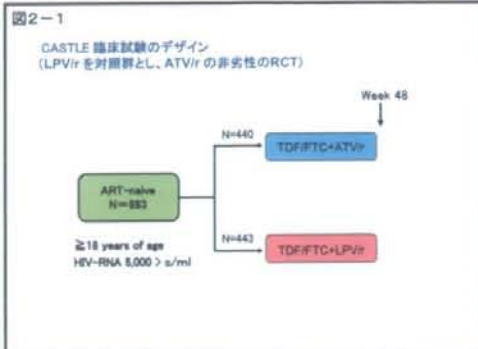 図2-1
CASTLE 臨床試験のデザイン
(LPV/r を対照群とし、ATV/r の非劣性のRCT)
Week 48
N=440
TDF/FTC+ATV/r
ART-naive
N=883
≧18 years of age
HIV-RNA 5,000 > c/ml
N=443
TDF/FTC+LPV/r